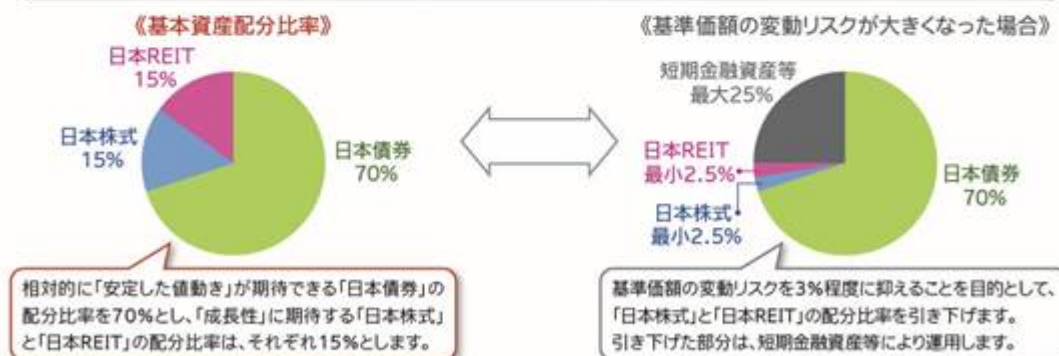 《基本資産配分比率》
日本REIT
15%
日本株式
15%
日本債券
70%
相対的に「安定した値動き」が期待できる「日本債券」の
配分比率を70%とし、「成長性」に期待する「日本株式」
と「日本REIT」の配分比率は、それぞれ15%とします。
《基準価額の変動リスクが大きくなった場合》
短期金融資産等
最大25%
日本REIT
最小2.5%
日本株式
最小2.5%
日本債券
70%
基準価額の変動リスクを3%程度に抑えることを目的として、
「日本株式」と「日本REIT」の配分比率を引き下げます。
引き下げた部分は、短期金融資産等により運用します。